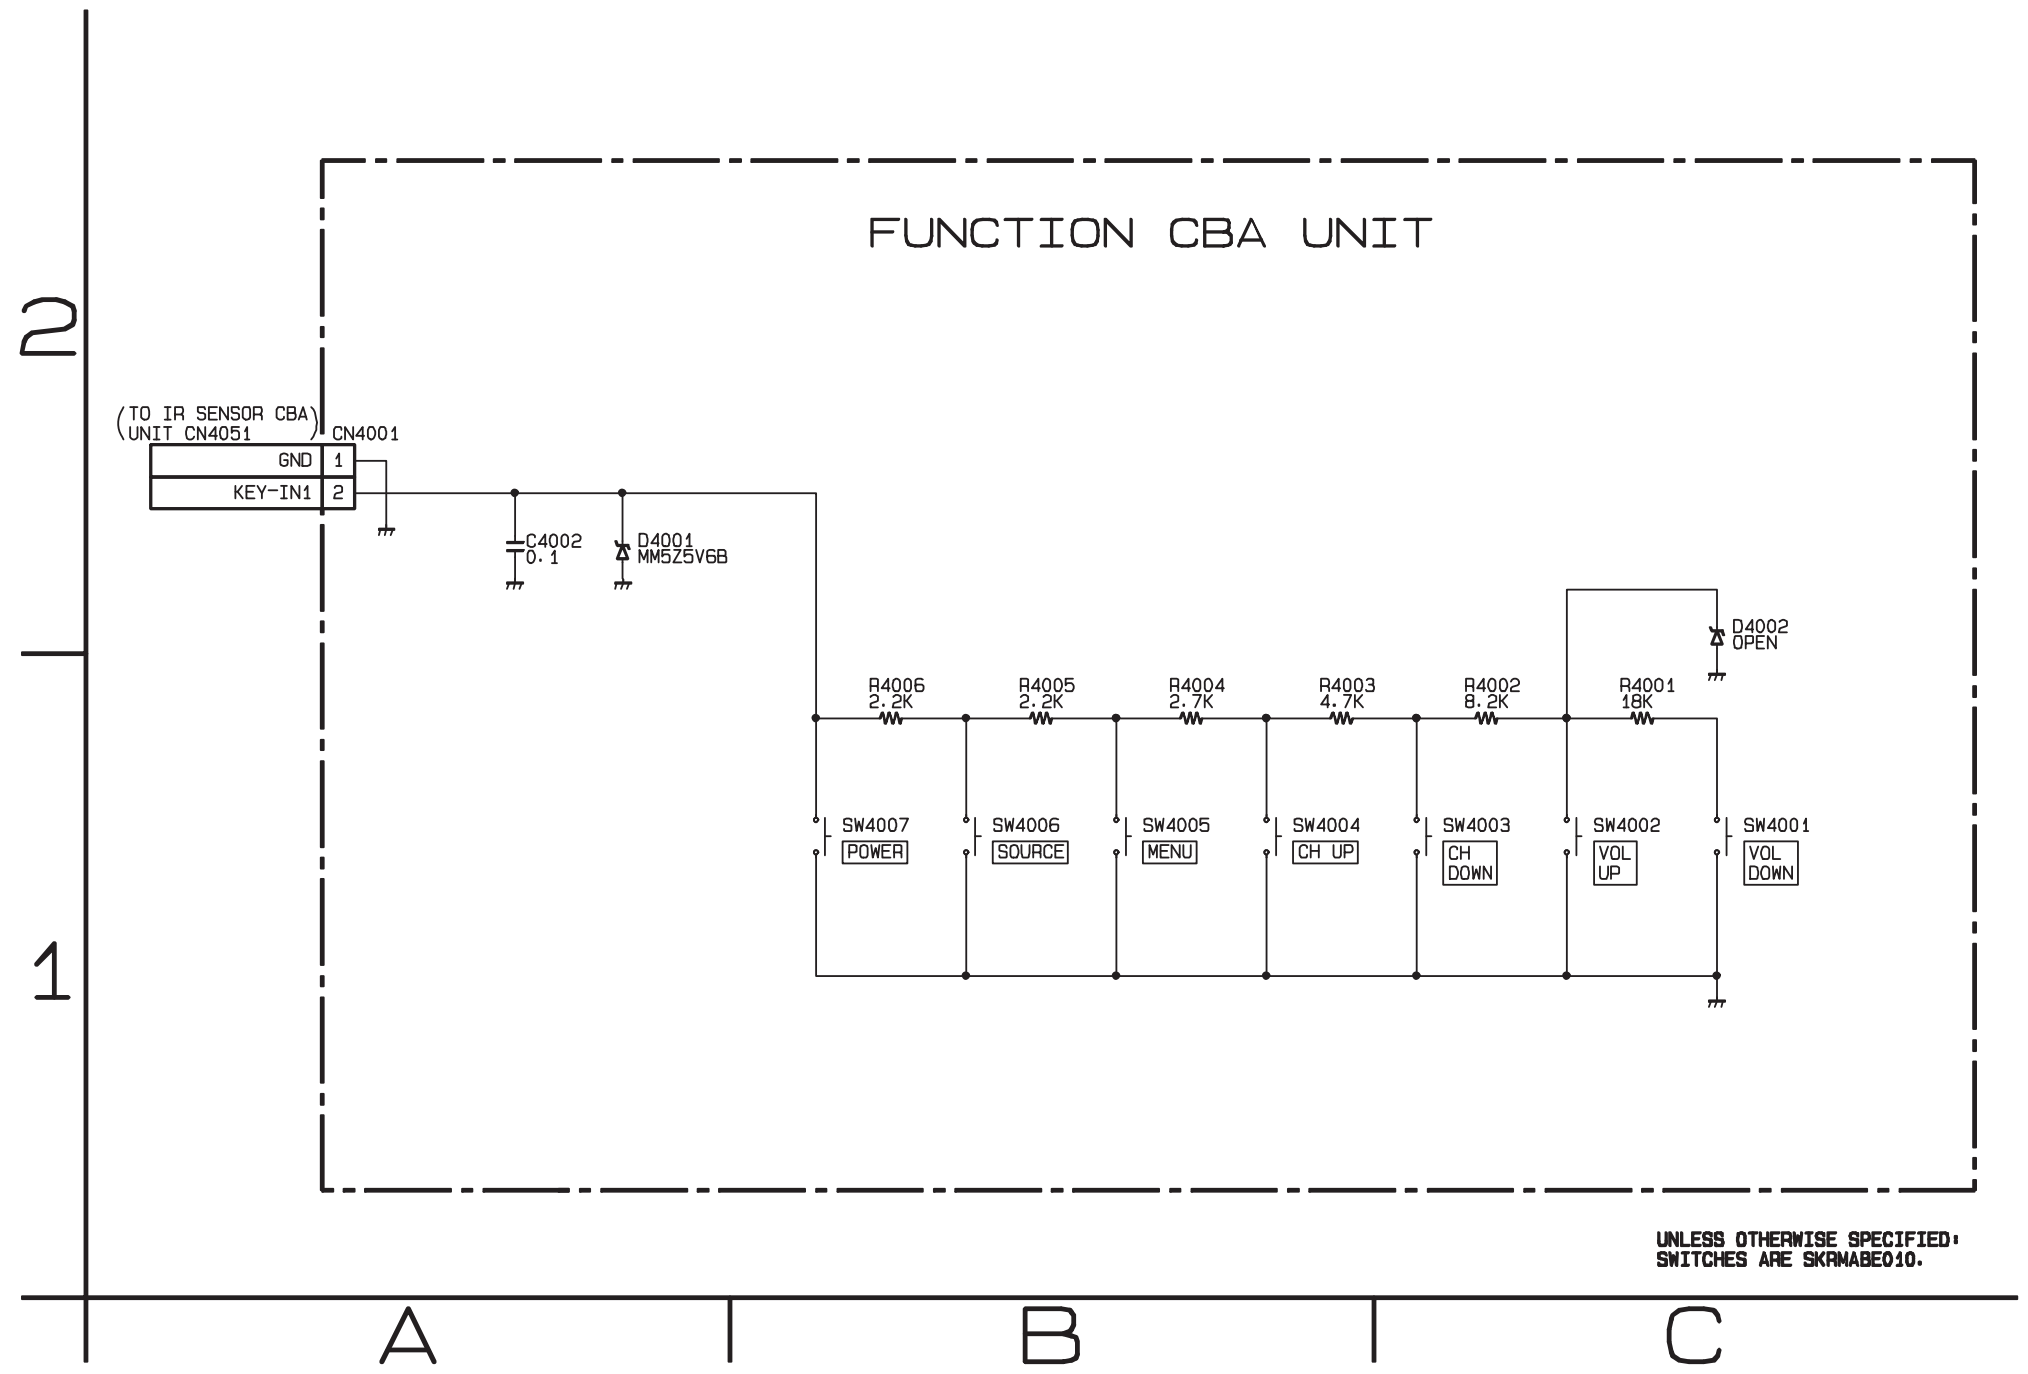 FUNCTION CBA UNIT
2
(TO IR SENSOR CBA
UNIT CN4051)
CN4001
GND 1
KEY-IN1 2
C4002
0.1
D4001
MM5Z5V6B
D4002
OPEN
R4006
2.2K
R4005
2.2K
R4004
2.7K
R4003
4.7K
R4002
8.2K
R4001
18K
SW4007
POWER
SW4006
SOURCE
SW4005
MENU
SW4004
CH UP
SW4003
CH
DOWN
SW4002
VOL
UP
SW4001
VOL
DOWN
1
UNLESS OTHERWISE SPECIFIED:
SWITCHES ARE SKRMABE010.
A B C